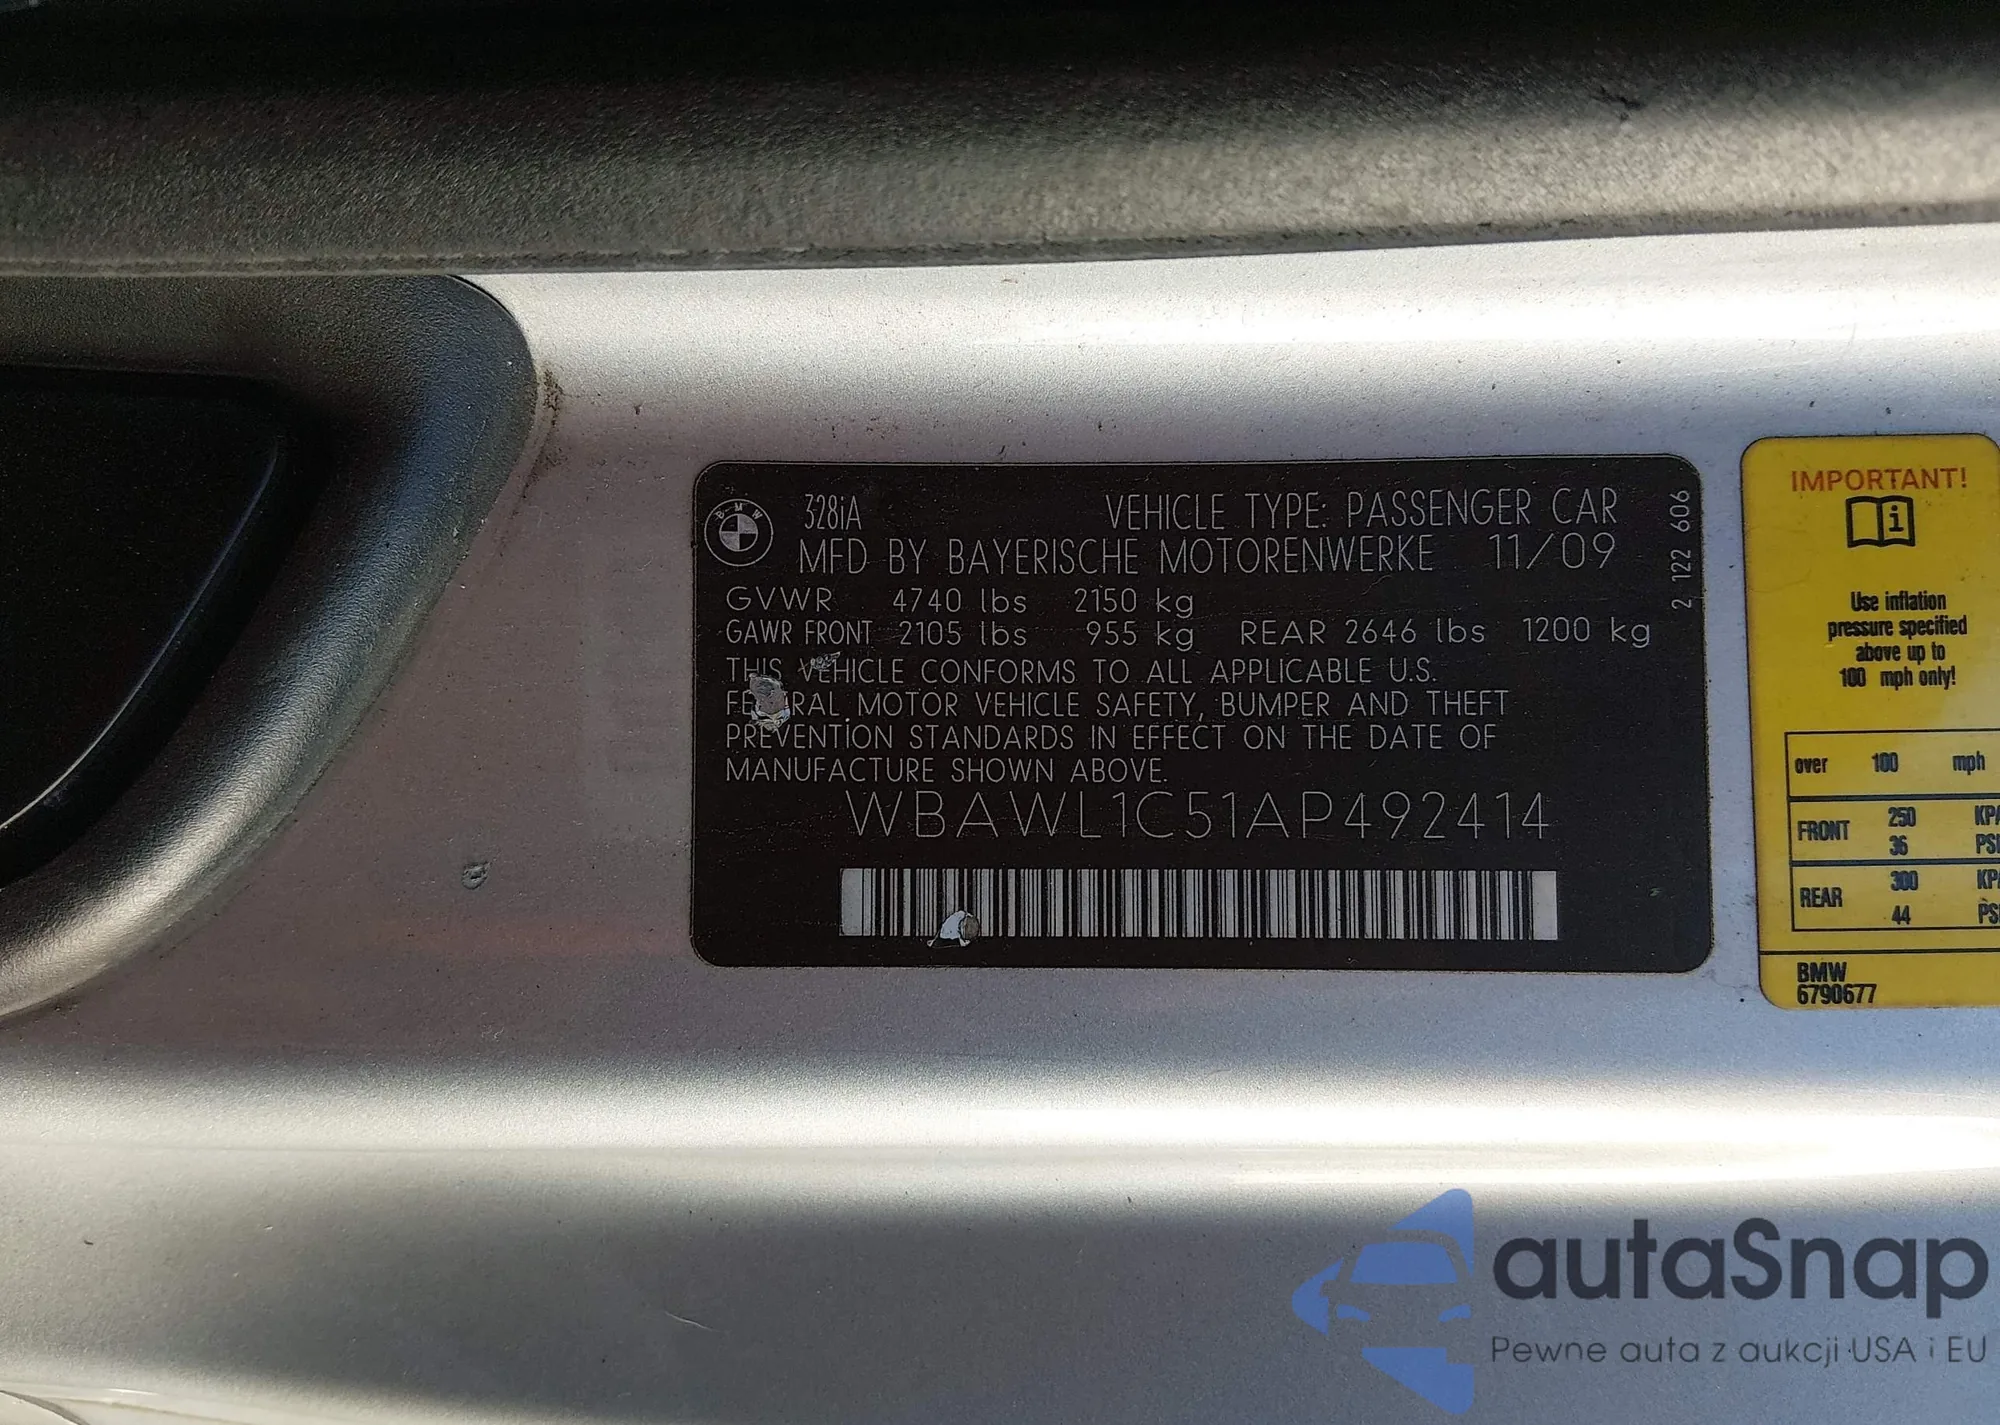 BMW
328iA VEHICLE TYPE: PASSENGER CAR
MFD BY BAYERISCHE MOTORENWERKE 11/09
GVWR 4740 lbs 2150 kg
GAWR FRONT 2105 lbs 955 kg REAR 2646 lbs 1200 kg
THIS VEHICLE CONFORMS TO ALL APPLICABLE U.S.
FEDERAL MOTOR VEHICLE SAFETY, BUMPER AND THEFT
PREVENTION STANDARDS IN EFFECT ON THE DATE OF
MANUFACTURE SHOWN ABOVE.
WBAWL1C51AP492414
2 122 606
IMPORTANT!
i
Use inflation
pressure specified
above up to
100 mph only!
over 100 mph
FRONT 250 KPA
36 PSI
REAR 300 KPA
44 PSI
BMW
6790677
autaSnap
Pewne auta z aukcji USA i EU